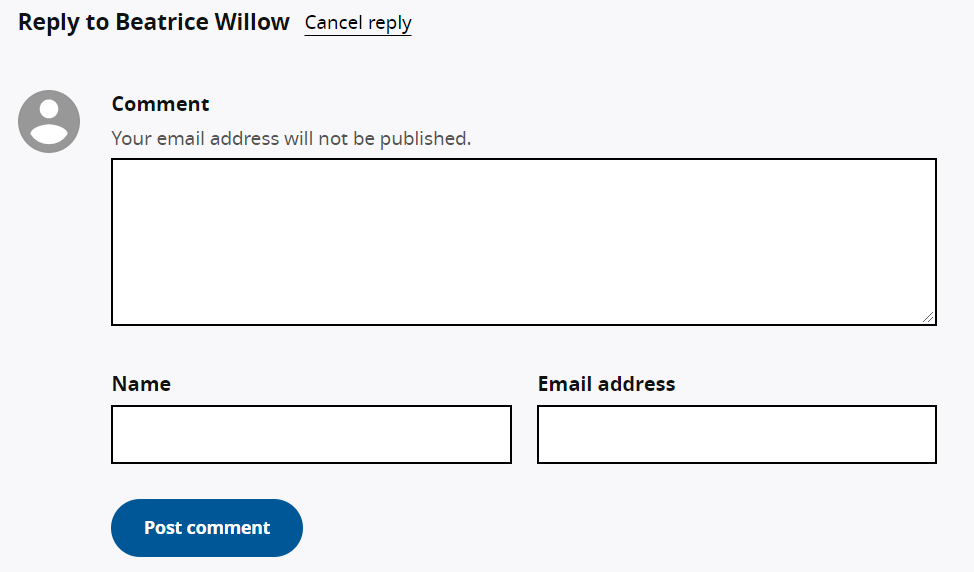 Reply to Beatrice Willow Cancel reply
Comment
Your email address will not be published.
Name Email address
Post comment